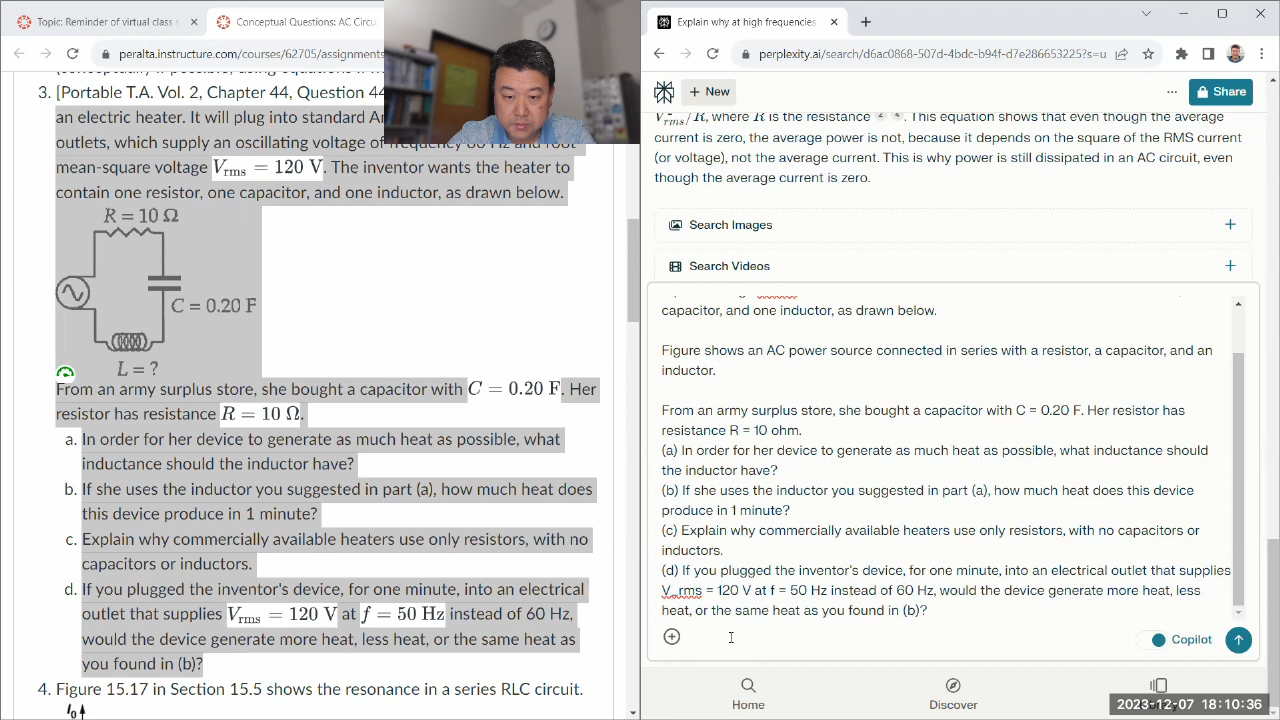 Topic: Reminder of virtual class s
Conceptual Questions: AC Circui
peralta.instructure.com/courses/62705/assignments
3. [Portable T.A. Vol. 2, Chapter 44, Question 44
an electric heater. It will plug into standard Am
outlets, which supply an oscillating voltage of frequency 60 Hz and root
mean-square voltage Vrms = 120 V. The inventor wants the heater to
contain one resistor, one capacitor, and one inductor, as drawn below.
R = 10 Ω
C = 0.20 F
L = ?
From an army surplus store, she bought a capacitor with C = 0.20 F. Her
resistor has resistance R = 10 Ω.
a. In order for her device to generate as much heat as possible, what
inductance should the inductor have?
b. If she uses the inductor you suggested in part (a), how much heat does
this device produce in 1 minute?
c. Explain why commercially available heaters use only resistors, with no
capacitors or inductors.
d. If you plugged the inventor's device, for one minute, into an electrical
outlet that supplies Vrms = 120 V at f = 50 Hz instead of 60 Hz,
would the device generate more heat, less heat, or the same heat as
you found in (b)?
4. Figure 15.17 in Section 15.5 shows the resonance in a series RLC circuit.
I0
Explain why at high frequencies
perplexity.ai/search/d6ac0868-507d-4bdc-b94f-d7e286653225?s=u
New
Share
Vrms/R, where R is the resistance. This equation shows that even though the average
current is zero, the average power is not, because it depends on the square of the RMS current
(or voltage), not the average current. This is why power is still dissipated in an AC circuit, even
though the average current is zero.
Search Images
Search Videos
capacitor, and one inductor, as drawn below.
Figure shows an AC power source connected in series with a resistor, a capacitor, and an
inductor.
From an army surplus store, she bought a capacitor with C = 0.20 F. Her resistor has
resistance R = 10 ohm.
(a) In order for her device to generate as much heat as possible, what inductance should
the inductor have?
(b) If she uses the inductor you suggested in part (a), how much heat does this device
produce in 1 minute?
(c) Explain why commercially available heaters use only resistors, with no capacitors or
inductors.
(d) If you plugged the inventor's device, for one minute, into an electrical outlet that supplies
V_rms = 120 V at f = 50 Hz instead of 60 Hz, would the device generate more heat, less
heat, or the same heat as you found in (b)?
Copilot
Home
Discover
2023-12-07 18:10:36